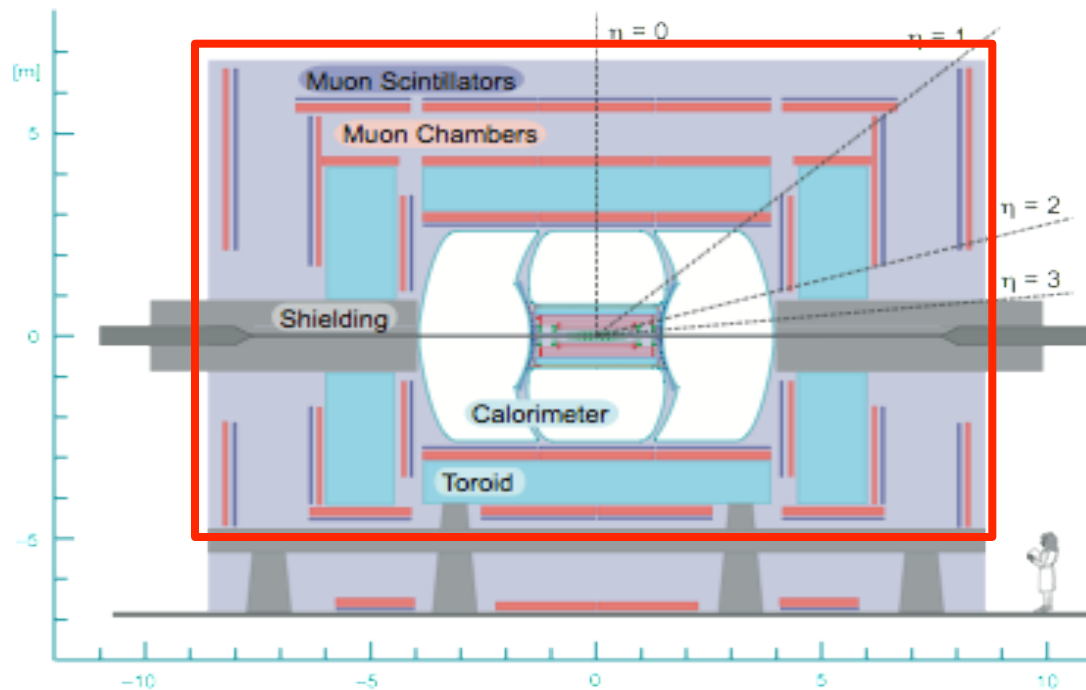 η = 0
η = 1
[m]
Muon Scintillators
5
Muon Chambers
η = 2
η = 3
Shielding
0
Calorimeter
Toroid
−5
−10 −5 0 5 10